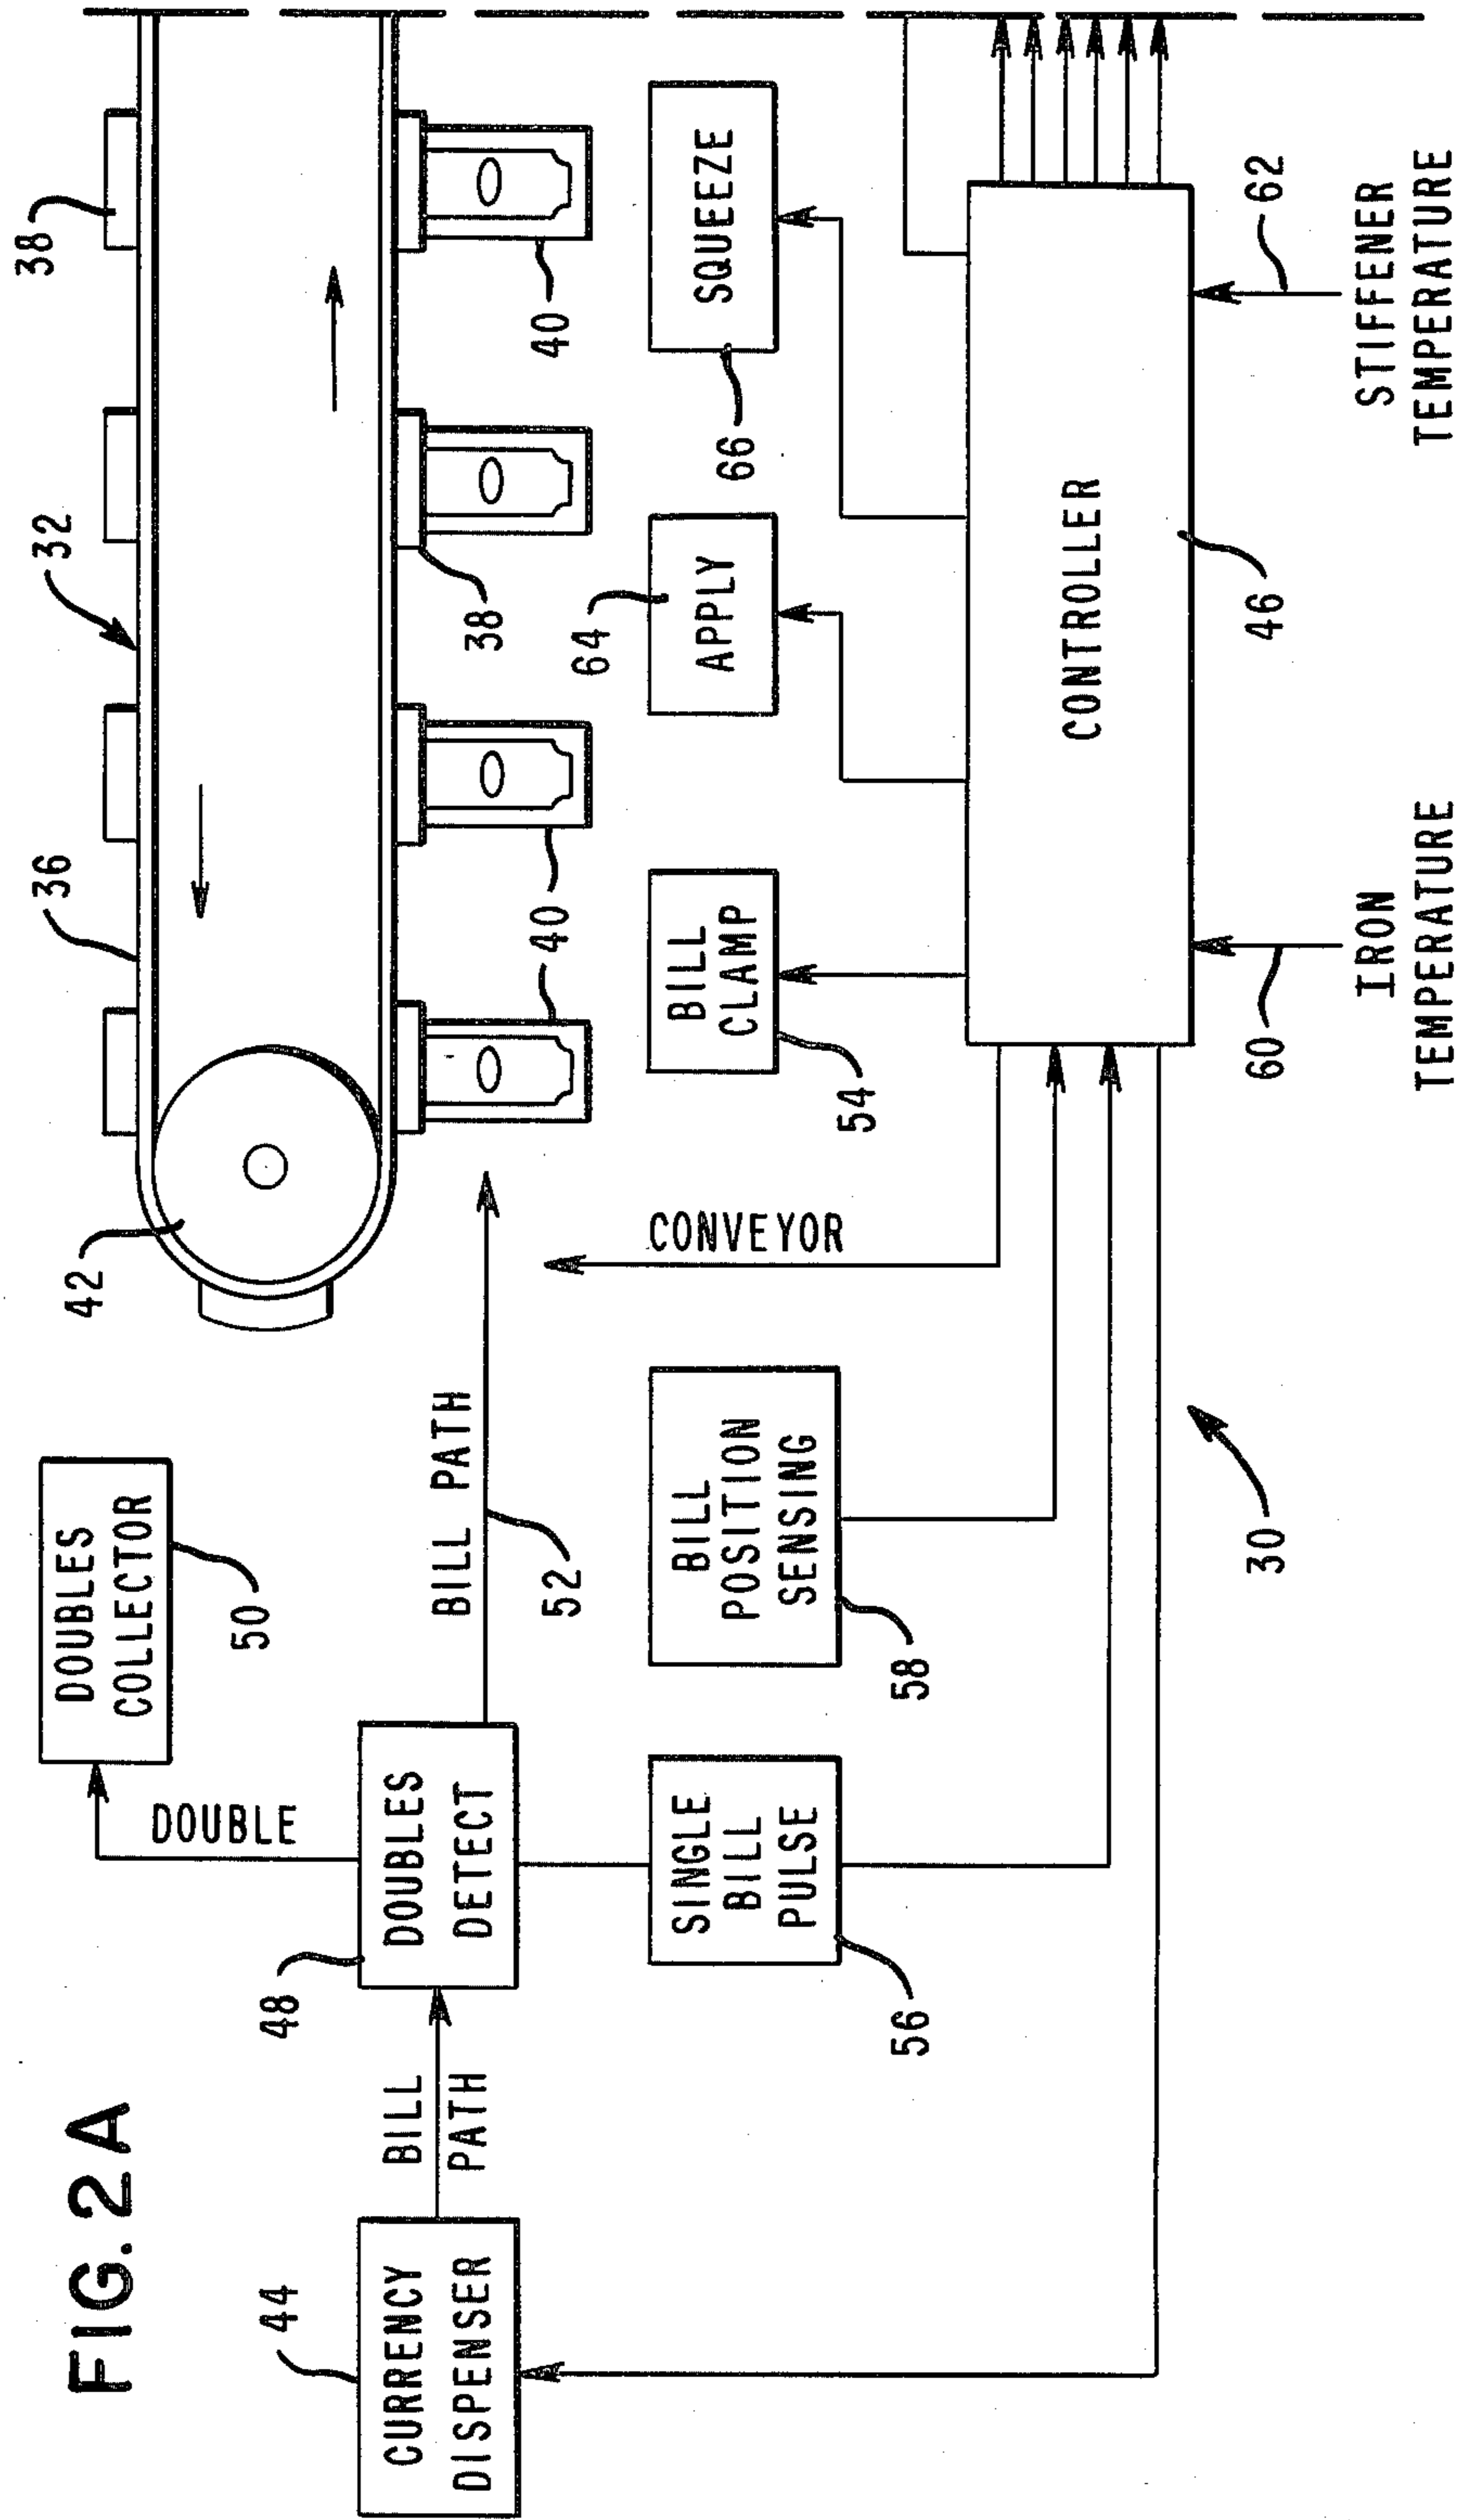 FIG. 2A
44
CURRENCY
DISPENSER
BILL
PATH
48
DOUBLES
DETECT
DOUBLE
DOUBLES
COLLECTOR
50
BILL PATH
52
SINGLE
BILL
PULSE
56
BILL
POSITION
SENSING
58
CONVEYOR
42
36
32
38
38
40
40
40
BILL
CLAMP
54
APPLY
64
SQUEEZE
66
CONTROLLER
46
60
IRON
TEMPERATURE
62
STIFFENER
TEMPERATURE
30